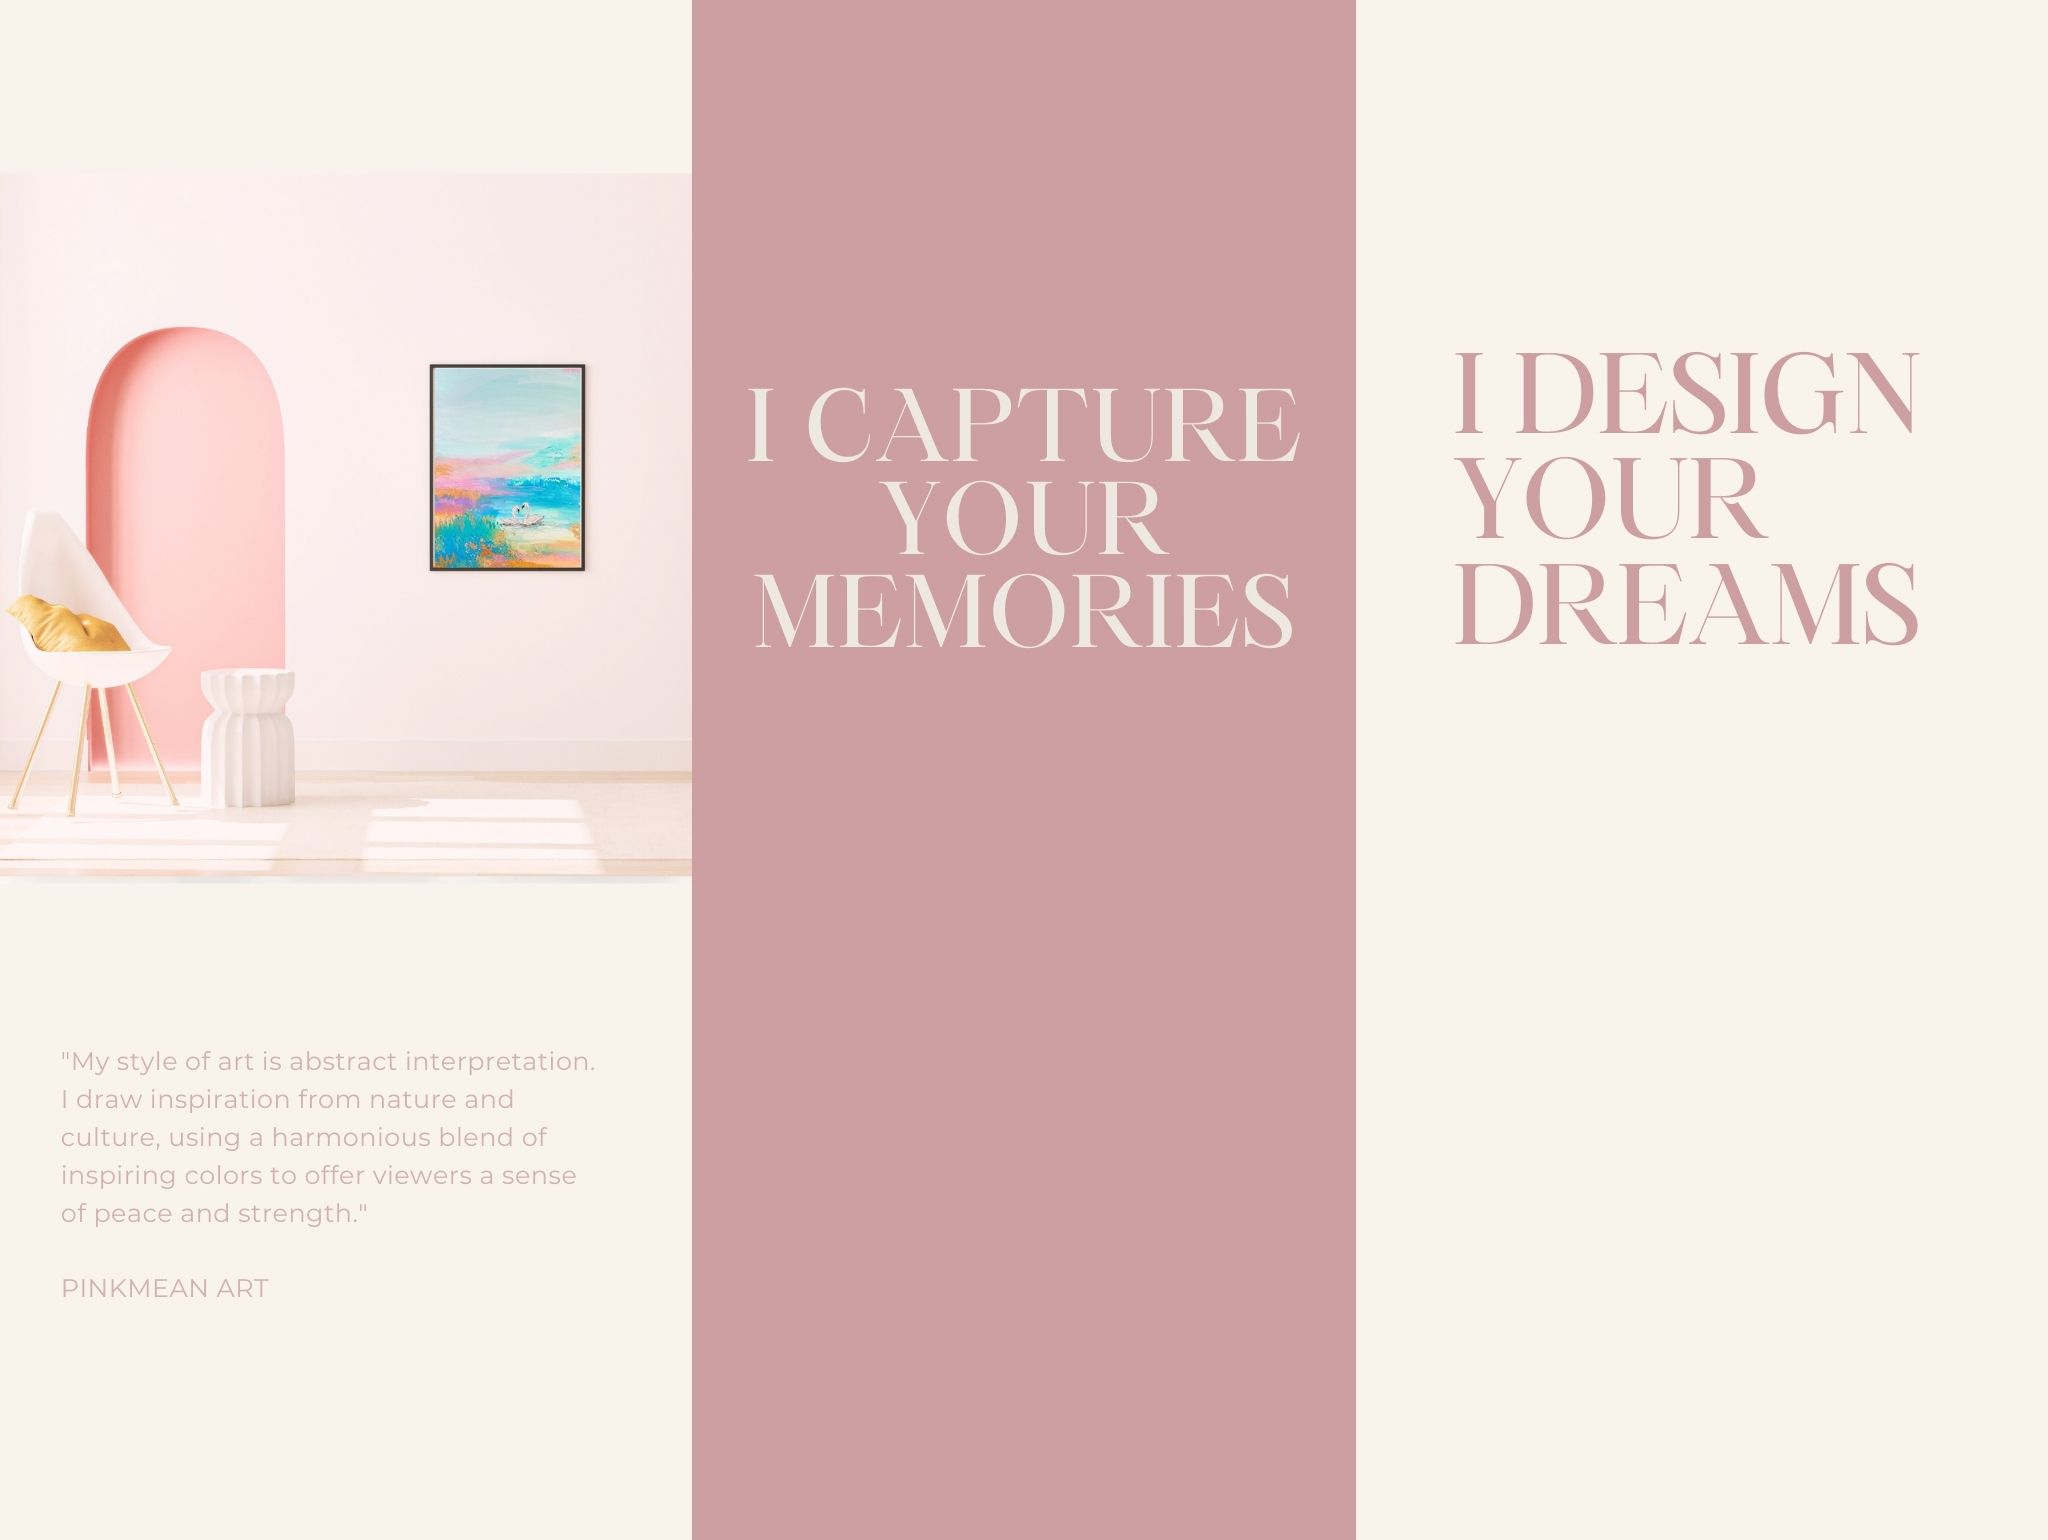 "My style of art is abstract interpretation.
I draw inspiration from nature and
culture, using a harmonious blend of
inspiring colors to offer viewers a sense
of peace and strength."
PINKMEAN ART
I CAPTURE
YOUR
MEMORIES
I DESIGN
YOUR
DREAMS